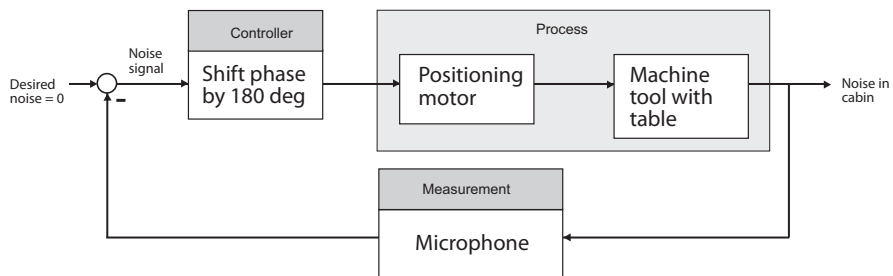 Controller
Process
Noise
signal
Desired
noise = 0
Shift phase
by 180 deg
Positioning
motor
Machine
tool with
table
Noise in
cabin
-
Measurement
Microphone